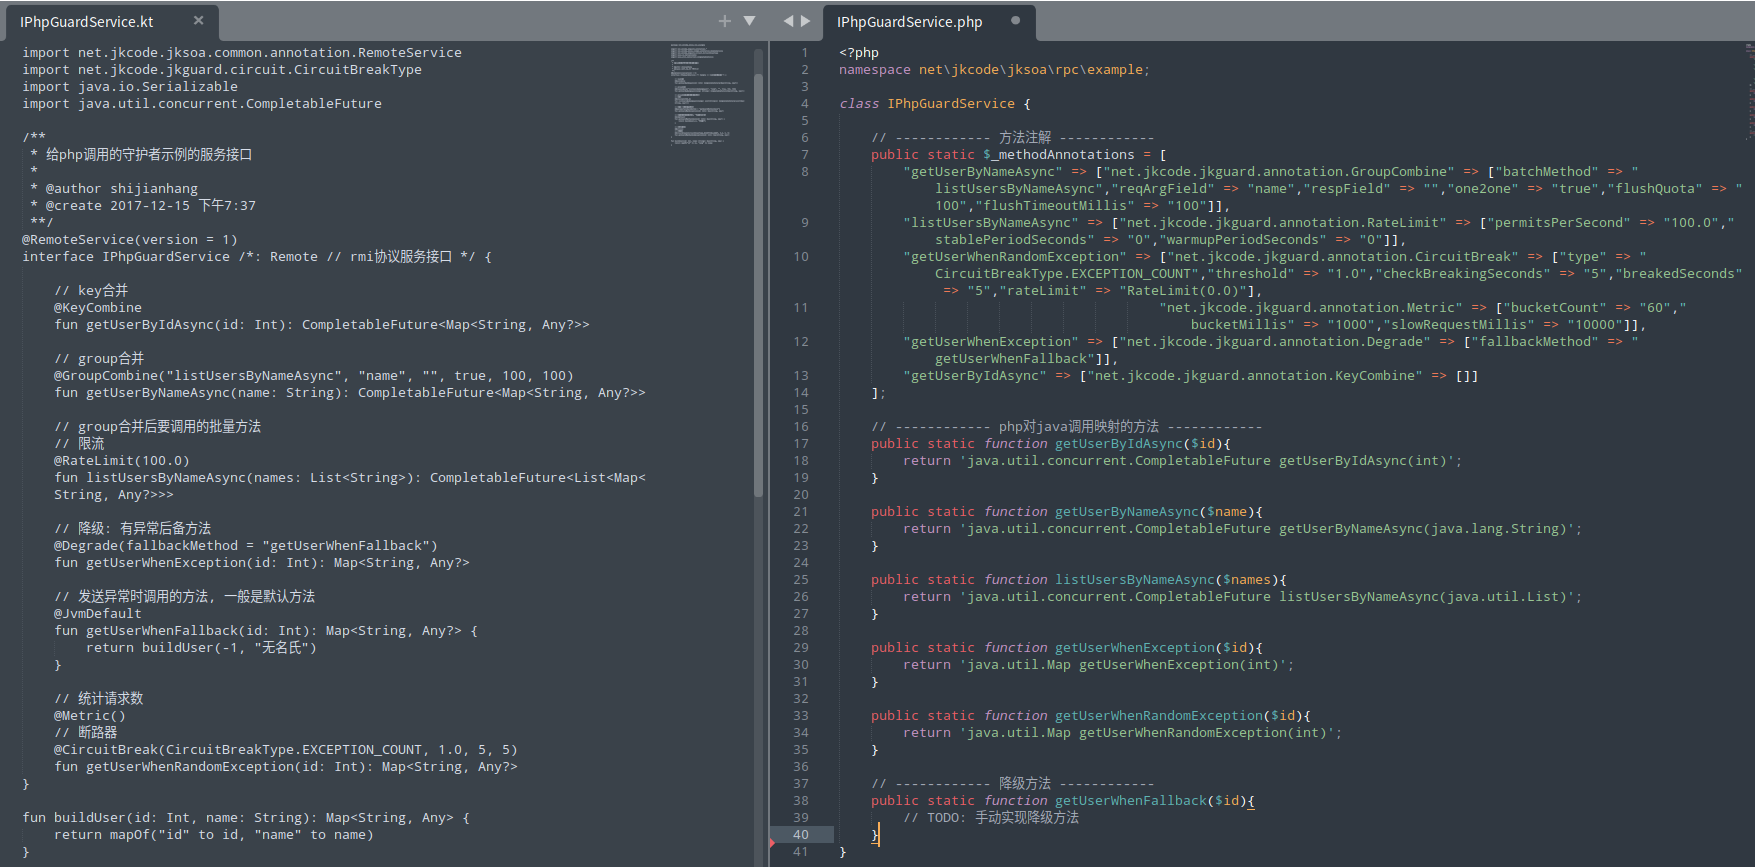 IPhpGuardService.kt
import net.jkcode.jksoa.common.annotation.RemoteService
import net.jkcode.jkguard.circuit.CircuitBreakType
import java.io.Serializable
import java.util.concurrent.CompletableFuture
/**
 * 给php调用的守护者示例的服务接口
 *
 * @author shijianhang
 * @create 2017-12-15 下午7:37
 **/
@RemoteService(version = 1)
interface IPhpGuardService /*: Remote // rmi协议服务接口 */ {
    // key合并
    @KeyCombine
    fun getUserByIdAsync(id: Int): CompletableFuture<Map<String, Any?>>
    // group合并
    @GroupCombine("listUsersByNameAsync", "name", "", true, 100, 100)
    fun getUserByNameAsync(name: String): CompletableFuture<Map<String, Any?>>
    // group合并后要调用的批量方法
    // 限流
    @RateLimit(100.0)
    fun listUsersByNameAsync(names: List<String>): CompletableFuture<List<Map<
    String, Any?>>>
    // 降级: 有异常后备方法
    @Degrade(fallbackMethod = "getUserWhenFallback")
    fun getUserWhenException(id: Int): Map<String, Any?>
    // 发送异常时调用的方法, 一般是默认方法
    @JvmDefault
    fun getUserWhenFallback(id: Int): Map<String, Any?> {
        return buildUser(-1, "无名氏")
    }
    // 统计请求数
    @Metric()
    // 断路器
    @CircuitBreak(CircuitBreakType.EXCEPTION_COUNT, 1.0, 5, 5)
    fun getUserWhenRandomException(id: Int): Map<String, Any?>
}
fun buildUser(id: Int, name: String): Map<String, Any> {
    return mapOf("id" to id, "name" to name)
}
IPhpGuardService.php
1 <?php
2 namespace net\jkcode\jksoa\rpc\example;
3
4 class IPhpGuardService {
5
6     // ------------ 方法注解 ------------
7     public static $_methodAnnotations = [
8         "getUserByNameAsync" => ["net.jkcode.jkguard.annotation.GroupCombine" => ["batchMethod" => "
            listUsersByNameAsync","reqArgField" => "name","respField" => "","one2one" => "true","flushQuota" => "
            100","flushTimeoutMillis" => "100"]],
9         "listUsersByNameAsync" => ["net.jkcode.jkguard.annotation.RateLimit" => ["permitsPerSecond" => "100.0","
            stablePeriodSeconds" => "0","warmupPeriodSeconds" => "0"]],
10         "getUserWhenRandomException" => ["net.jkcode.jkguard.annotation.CircuitBreak" => ["type" => "
            CircuitBreakType.EXCEPTION_COUNT","threshold" => "1.0","checkBreakingSeconds" => "5","breakedSeconds"
             => "5","rateLimit" => "RateLimit(0.0)"],
11                                         "net.jkcode.jkguard.annotation.Metric" => ["bucketCount" => "60","
                                            bucketMillis" => "1000","slowRequestMillis" => "10000"]],
12         "getUserWhenException" => ["net.jkcode.jkguard.annotation.Degrade" => ["fallbackMethod" => "
            getUserWhenFallback"]],
13         "getUserByIdAsync" => ["net.jkcode.jkguard.annotation.KeyCombine" => []]
14     ];
15
16     // ------------ php对java调用映射的方法 ------------
17     public static function getUserByIdAsync($id){
18         return 'java.util.concurrent.CompletableFuture getUserByIdAsync(int)';
19     }
20
21     public static function getUserByNameAsync($name){
22         return 'java.util.concurrent.CompletableFuture getUserByNameAsync(java.lang.String)';
23     }
24
25     public static function listUsersByNameAsync($names){
26         return 'java.util.concurrent.CompletableFuture listUsersByNameAsync(java.util.List)';
27     }
28
29     public static function getUserWhenException($id){
30         return 'java.util.Map getUserWhenException(int)';
31     }
32
33     public static function getUserWhenRandomException($id){
34         return 'java.util.Map getUserWhenRandomException(int)';
35     }
36
37     // ------------ 降级方法 ------------
38     public static function getUserWhenFallback($id){
39         // TODO: 手动实现降级方法
40     }
41 }